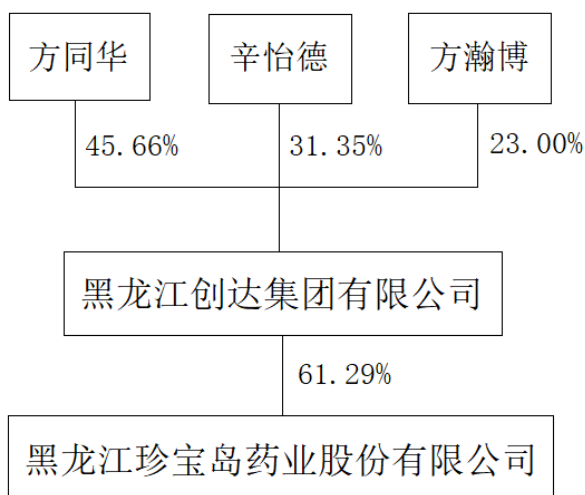 方同华
辛怡德
方瀚博
45.66%
31.35%
23.00%
黑龙江创达集团有限公司
61.29%
黑龙江珍宝岛药业股份有限公司